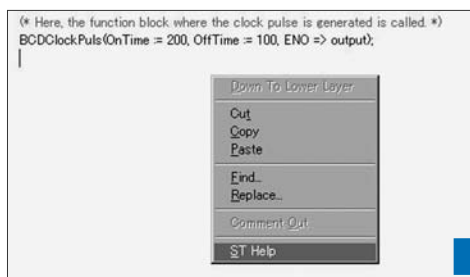 (* Here, the function block where the clock pulse is generated is called. *)
BCDClockPuls(OnTime := 200, OffTime := 100, ENO => output);
Down To Lower Layer
Cut
Copy
Paste
Find...
Replace...
Comment Out
ST Help